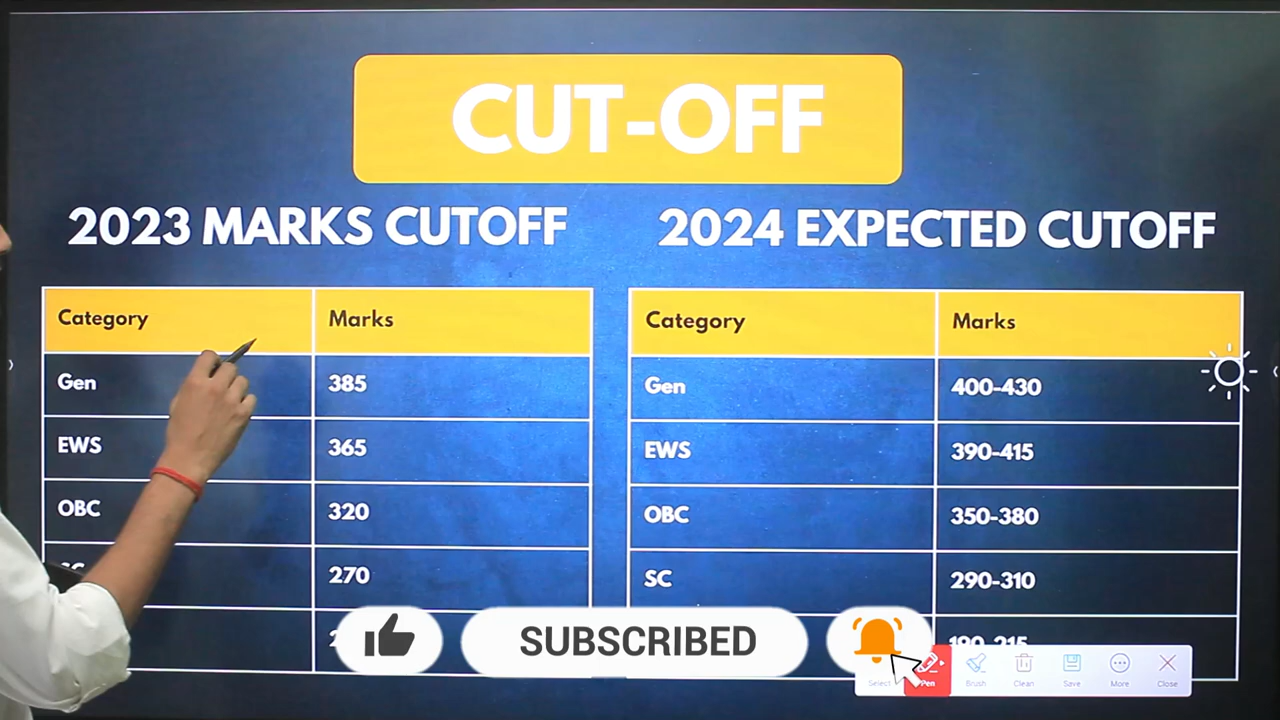 CUT-OFF
2023 MARKS CUTOFF
Category Marks
Gen 385
EWS 365
OBC 320
270
2024 EXPECTED CUTOFF
Category Marks
Gen 400-430
EWS 390-415
OBC 350-380
SC 290-310
190-215
SUBSCRIBED
Select Pen Brush Clean Save More Close